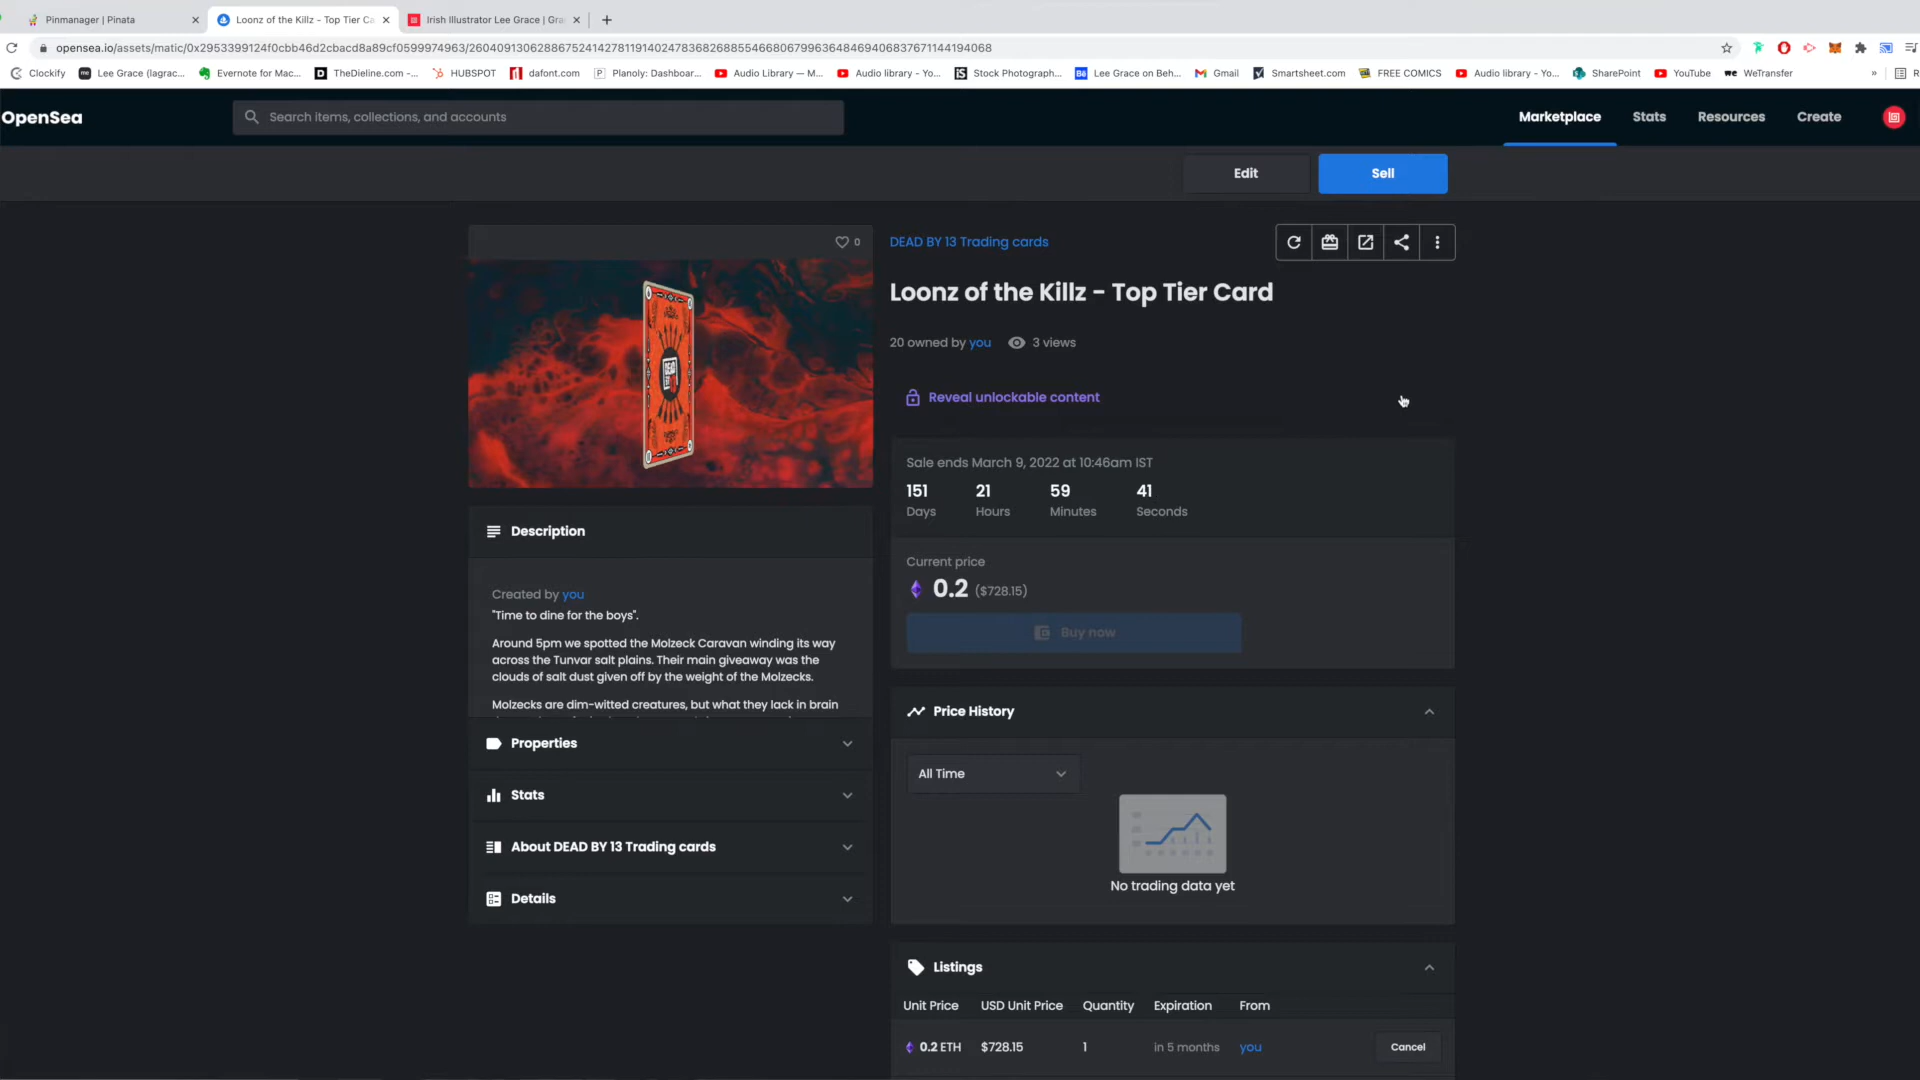 Pinmanager | Pinata
Loonz of the Killz - Top Tier Ca
Irish Illustrator Lee Grace | Gra
opensea.io/assets/matic/0x2953399124f0cbb46d2cbacd8a89cf0599974963/26040913062886752414278119140247836826885546680679963648469406837671144194068
Clockify
Lee Grace (lagrac...
Evernote for Mac...
TheDieline.com -...
HUBSPOT
dafont.com
Planoly: Dashboar...
Audio Library — M...
Audio library - Yo...
Stock Photograph...
Lee Grace on Beh...
Gmail
Smartsheet.com
FREE COMICS
Audio library - Yo...
SharePoint
YouTube
WeTransfer
»
OpenSea
Search items, collections, and accounts
Marketplace
Stats
Resources
Create
Edit
Sell
0
DEAD BY 13 Trading cards
Loonz of the Killz - Top Tier Card
20 owned by you
3 views
Reveal unlockable content
Sale ends March 9, 2022 at 10:46am IST
151 21 59 41
Days Hours Minutes Seconds
Current price
0.2 ($728.15)
Buy now
Description
Created by you
"Time to dine for the boys".
Around 5pm we spotted the Molzeck Caravan winding its way
across the Tunvar salt plains. Their main giveaway was the
clouds of salt dust given off by the weight of the Molzecks.
Molzecks are dim-witted creatures, but what they lack in brain
Properties
Stats
About DEAD BY 13 Trading cards
Details
Price History
All Time
No trading data yet
Listings
Unit Price USD Unit Price Quantity Expiration From
0.2 ETH $728.15 1 in 5 months you Cancel